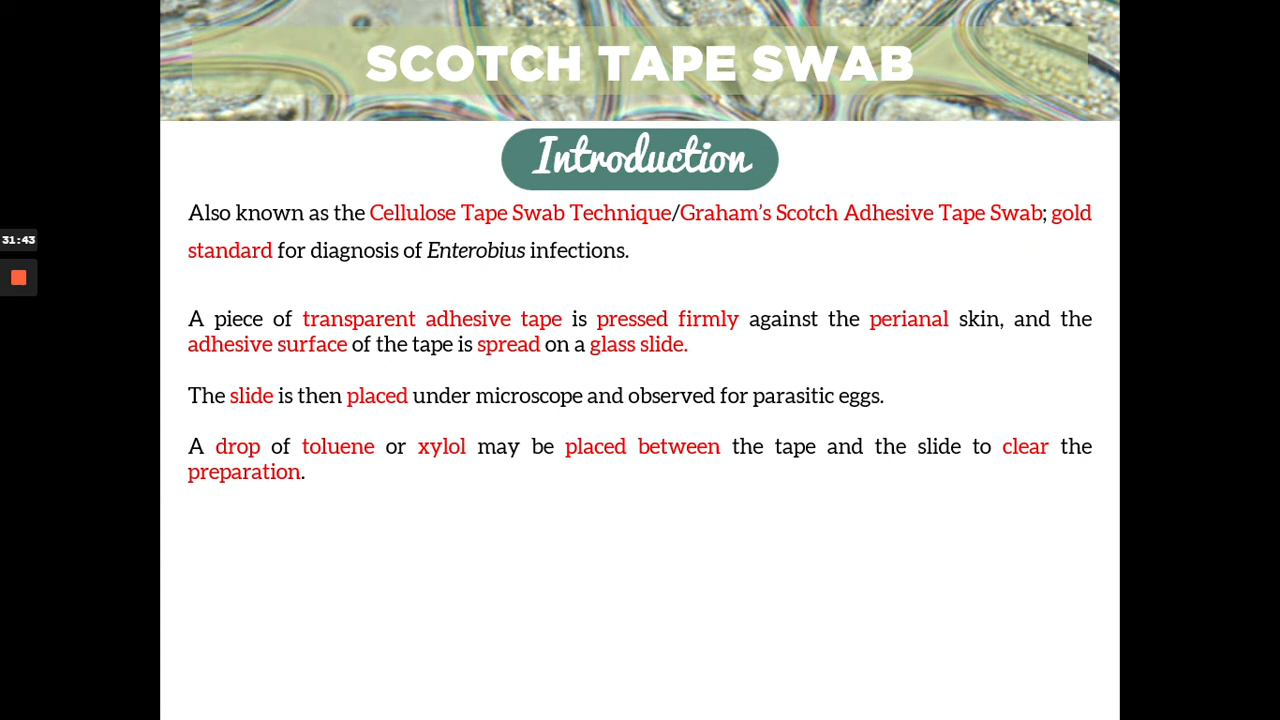 SCOTCH TAPE SWAB
Introduction
Also known as the Cellulose Tape Swab Technique/Graham's Scotch Adhesive Tape Swab; gold
standard for diagnosis of Enterobius infections.
31:43
A piece of transparent adhesive tape is pressed firmly against the perianal skin, and the
adhesive surface of the tape is spread on a glass slide.
The slide is then placed under microscope and observed for parasitic eggs.
A drop of toluene or xylol may be placed between the tape and the slide to clear the
preparation.